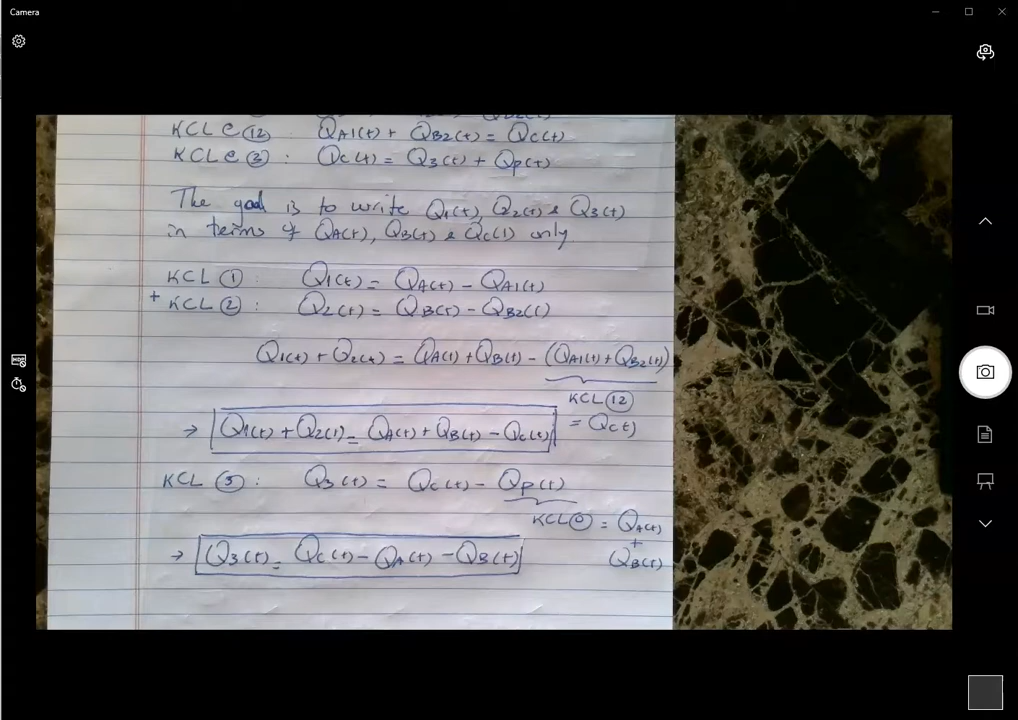 Camera
KCL @ (12) QA1(t) + QB2(t) = QC(t)
KCL @ (3) : QC(t) = Q3(t) + Qp(t)
The goal is to write Q1(t), Q2(t) & Q3(t)
in terms of QA(t), QB(t) & QC(t) only.
KCL (1) : Q1(t) = QA(t) - QA1(t)
+ KCL (2) : Q2(t) = QB(t) - QB2(t)
Q1(t) + Q2(t) = QA(t) + QB(t) - (QA1(t) + QB2(t))
KCL (12)
→ Q1(t) + Q2(t) = QA(t) + QB(t) - QC(t) = QC(t)
KCL (3) : Q3(t) = QC(t) - Qp(t)
KCL (0) = QA(t)
+
→ Q3(t) = QC(t) - QA(t) - QB(t) QB(t)